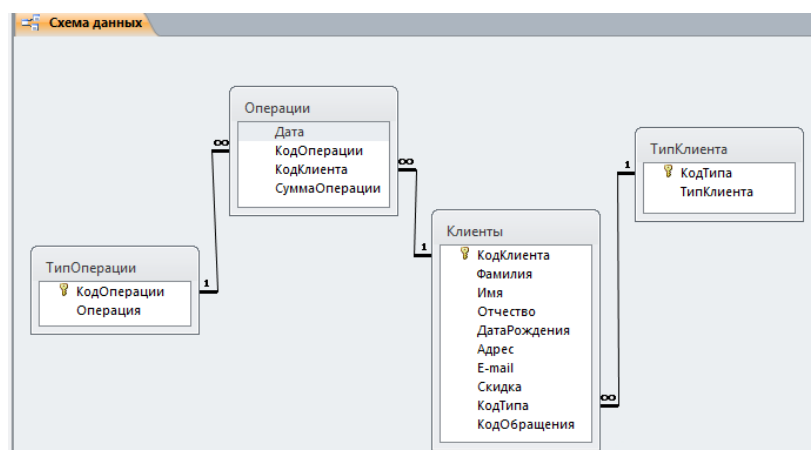 Схема данных
Операции
Дата
КодОперации
КодКлиента
СуммаОперации
ТипКлиента
КодТипа
ТипКлиента
Клиенты
КодКлиента
Фамилия
Имя
Отчество
ДатаРождения
Адрес
E-mail
Скидка
КодТипа
КодОбращения
ТипОперации
КодОперации
Операция
∞
1
∞
1
1
∞